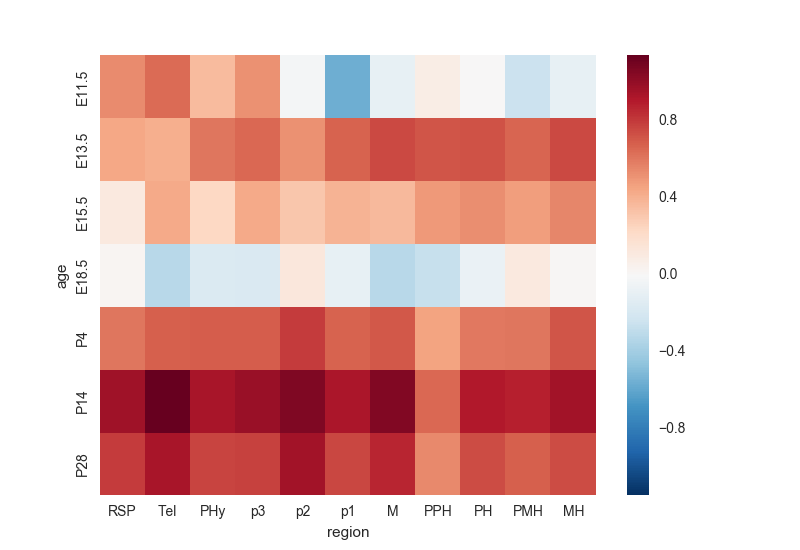 age
E11.5
E13.5
E15.5
E18.5
P4
P14
P28
RSP Tel PHy p3 p2 p1 M PPH PH PMH MH
region
0.8
0.4
0.0
−0.4
−0.8